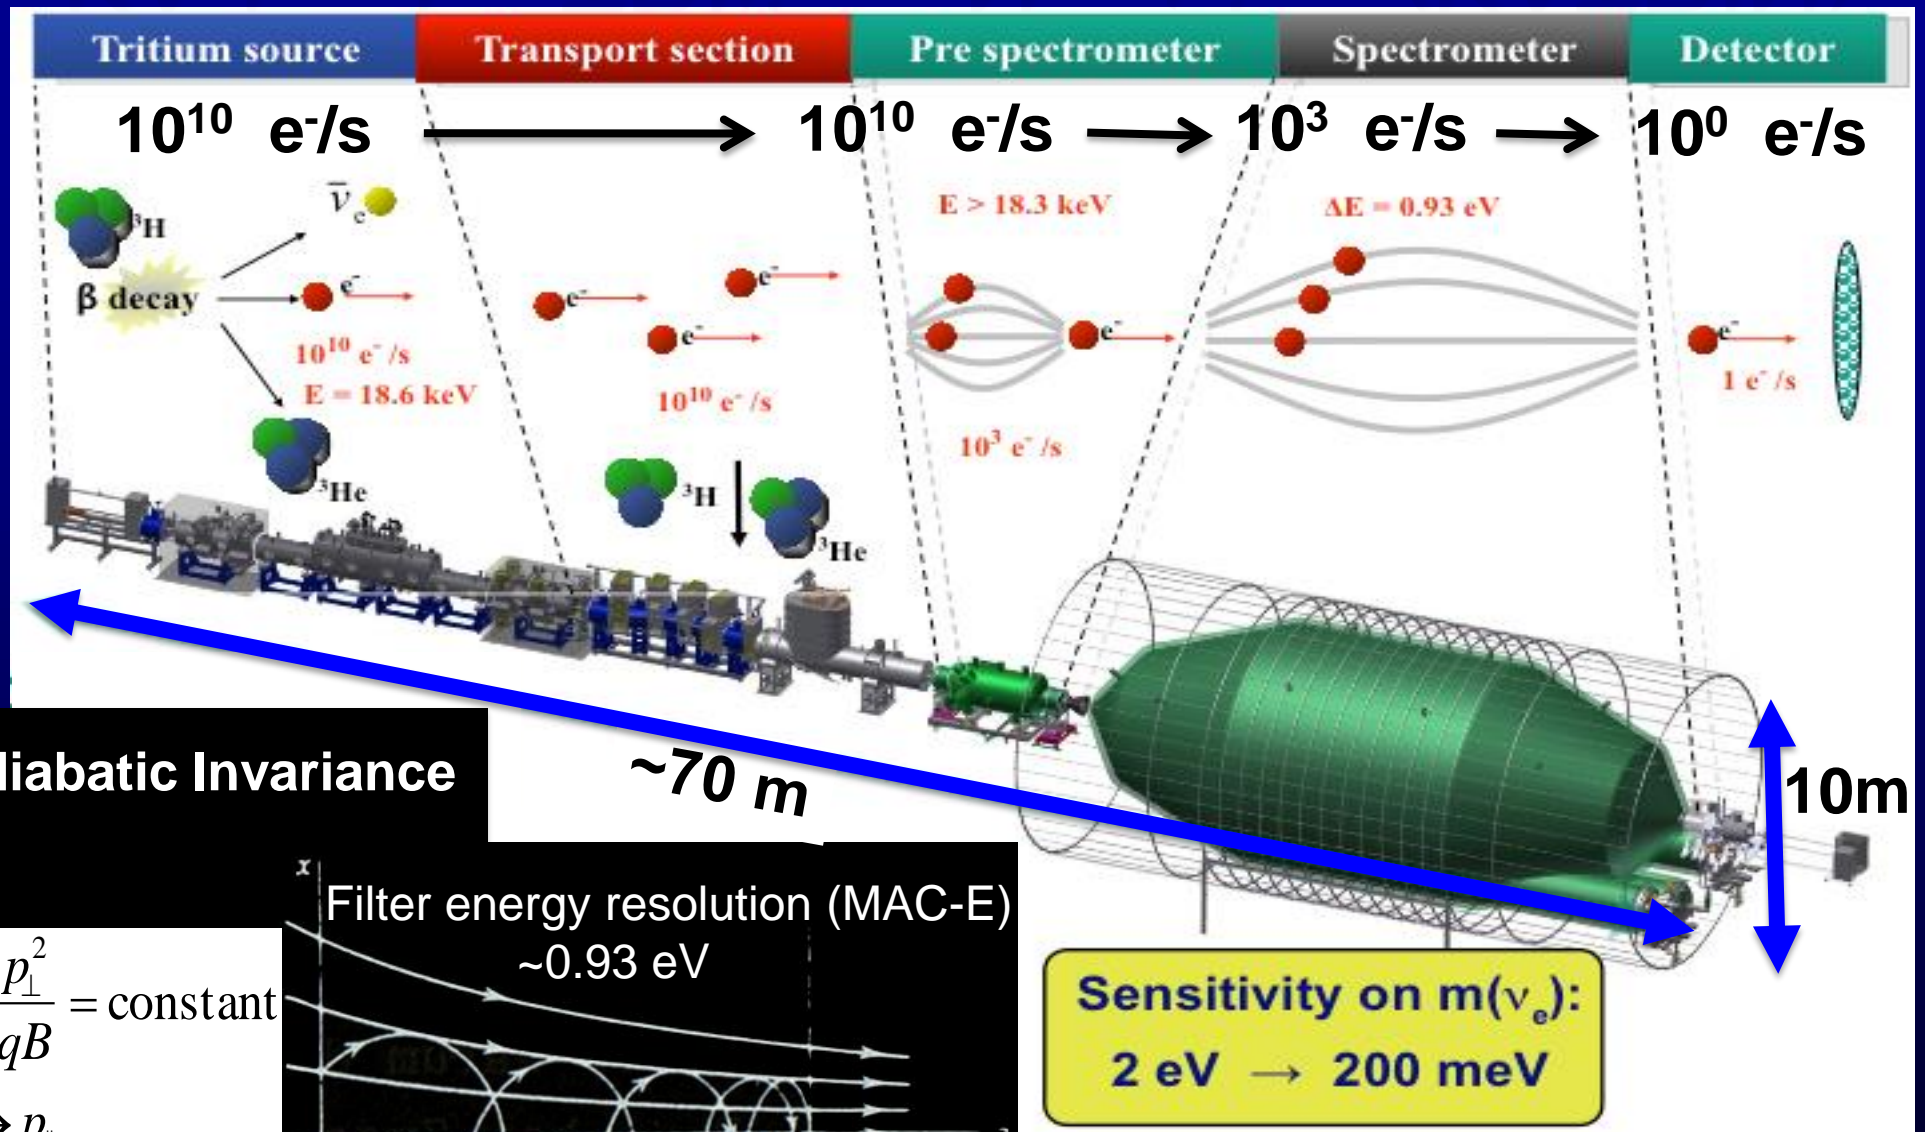 Tritium source
Transport section
Pre spectrometer
Spectrometer
Detector
10¹⁰ e⁻/s
10¹⁰ e⁻/s
10³ e⁻/s
10⁰ e⁻/s
ν̅e
³H
β decay
e⁻
10¹⁰ e⁻/s
E = 18.6 keV
³He
e⁻
e⁻
e⁻
10¹⁰ e⁻/s
³H
³He
E > 18.3 keV
e⁻
10³ e⁻/s
ΔE = 0.93 eV
e⁻
1 e⁻/s
~70 m
10m
diabatic Invariance
x
Filter energy resolution (MAC-E)
~0.93 eV
p⊥²
qB
= constant
Sensitivity on m(νₑ):
2 eV → 200 meV